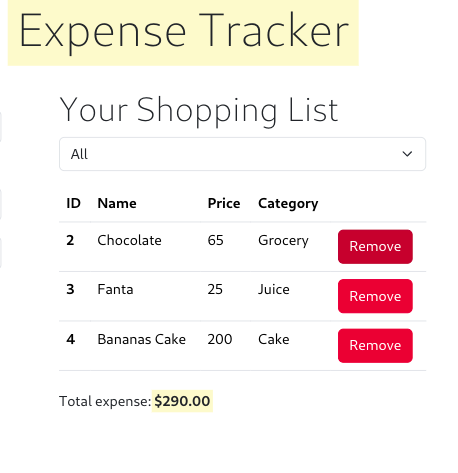 Expense Tracker
Your Shopping List
All
ID Name Price Category
2 Chocolate 65 Grocery Remove
3 Fanta 25 Juice Remove
4 Bananas Cake 200 Cake Remove
Total expense: $290.00